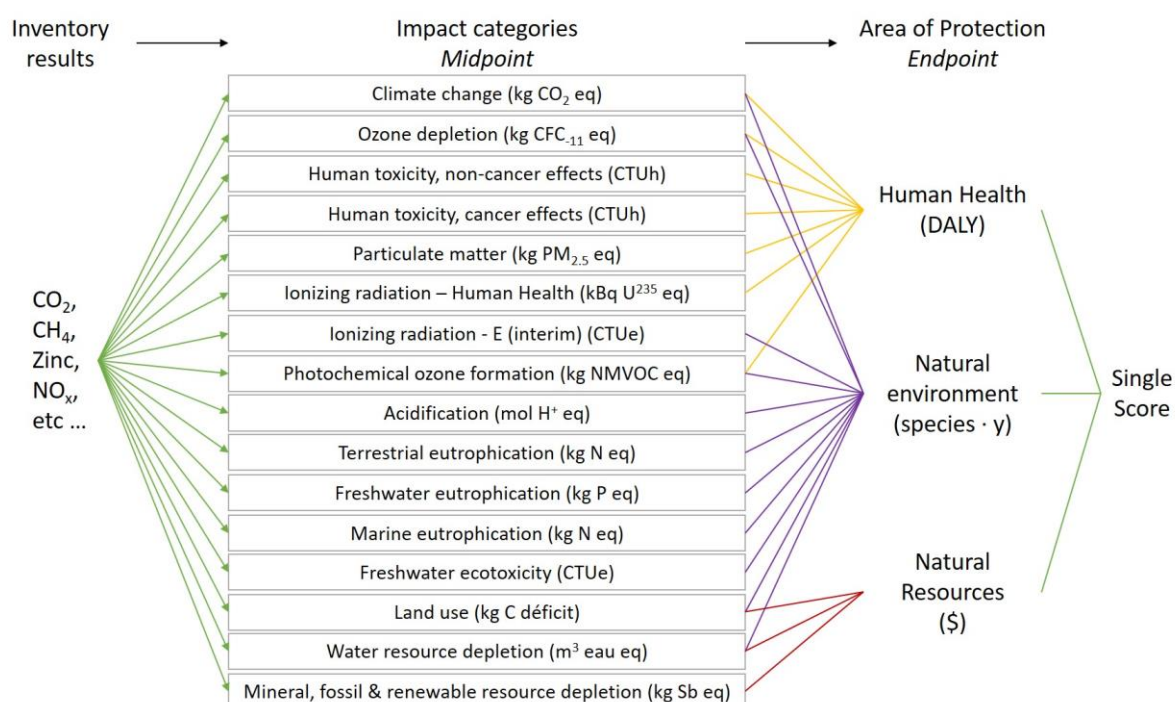 Inventory
results
Impact categories
Midpoint
Area of Protection
Endpoint
CO₂,
CH₄,
Zinc,
NOₓ,
etc ...
Climate change (kg CO₂ eq)
Ozone depletion (kg CFC₋₁₁ eq)
Human toxicity, non-cancer effects (CTUh)
Human toxicity, cancer effects (CTUh)
Particulate matter (kg PM₂.₅ eq)
Ionizing radiation – Human Health (kBq U²³⁵ eq)
Ionizing radiation - E (interim) (CTUe)
Photochemical ozone formation (kg NMVOC eq)
Acidification (mol H⁺ eq)
Terrestrial eutrophication (kg N eq)
Freshwater eutrophication (kg P eq)
Marine eutrophication (kg N eq)
Freshwater ecotoxicity (CTUe)
Land use (kg C déficit)
Water resource depletion (m³ eau eq)
Mineral, fossil & renewable resource depletion (kg Sb eq)
Human Health
(DALY)
Natural
environment
(species · y)
Natural
Resources
($)
Single
Score